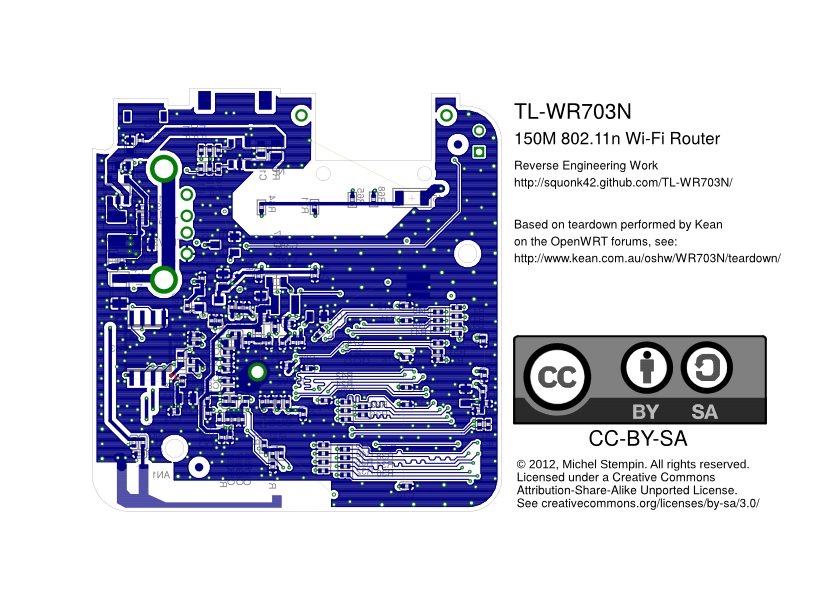 TL-WR703N
150M 802.11n Wi-Fi Router
Reverse Engineering Work
http://squonk42.github.com/TL-WR703N/
Based on teardown performed by Kean
on the OpenWRT forums, see:
http://www.kean.com.au/oshw/WR703N/teardown/
CC
BY SA
CC-BY-SA
© 2012, Michel Stempin. All rights reserved.
Licensed under a Creative Commons
Attribution-Share-Alike Unported License.
See creativecommons.org/licenses/by-sa/3.0/
AN1